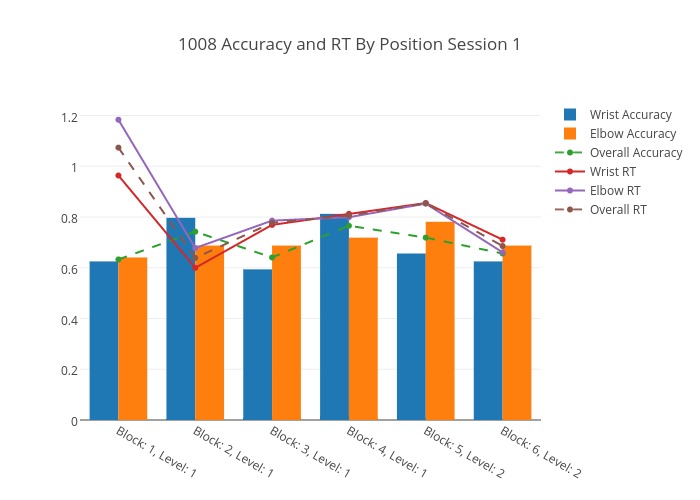 1008 Accuracy and RT By Position Session 1
1.2
1
0.8
0.6
0.4
0.2
0
Block: 1, Level: 1
Block: 2, Level: 1
Block: 3, Level: 1
Block: 4, Level: 1
Block: 5, Level: 2
Block: 6, Level: 2
Wrist Accuracy
Elbow Accuracy
Overall Accuracy
Wrist RT
Elbow RT
Overall RT